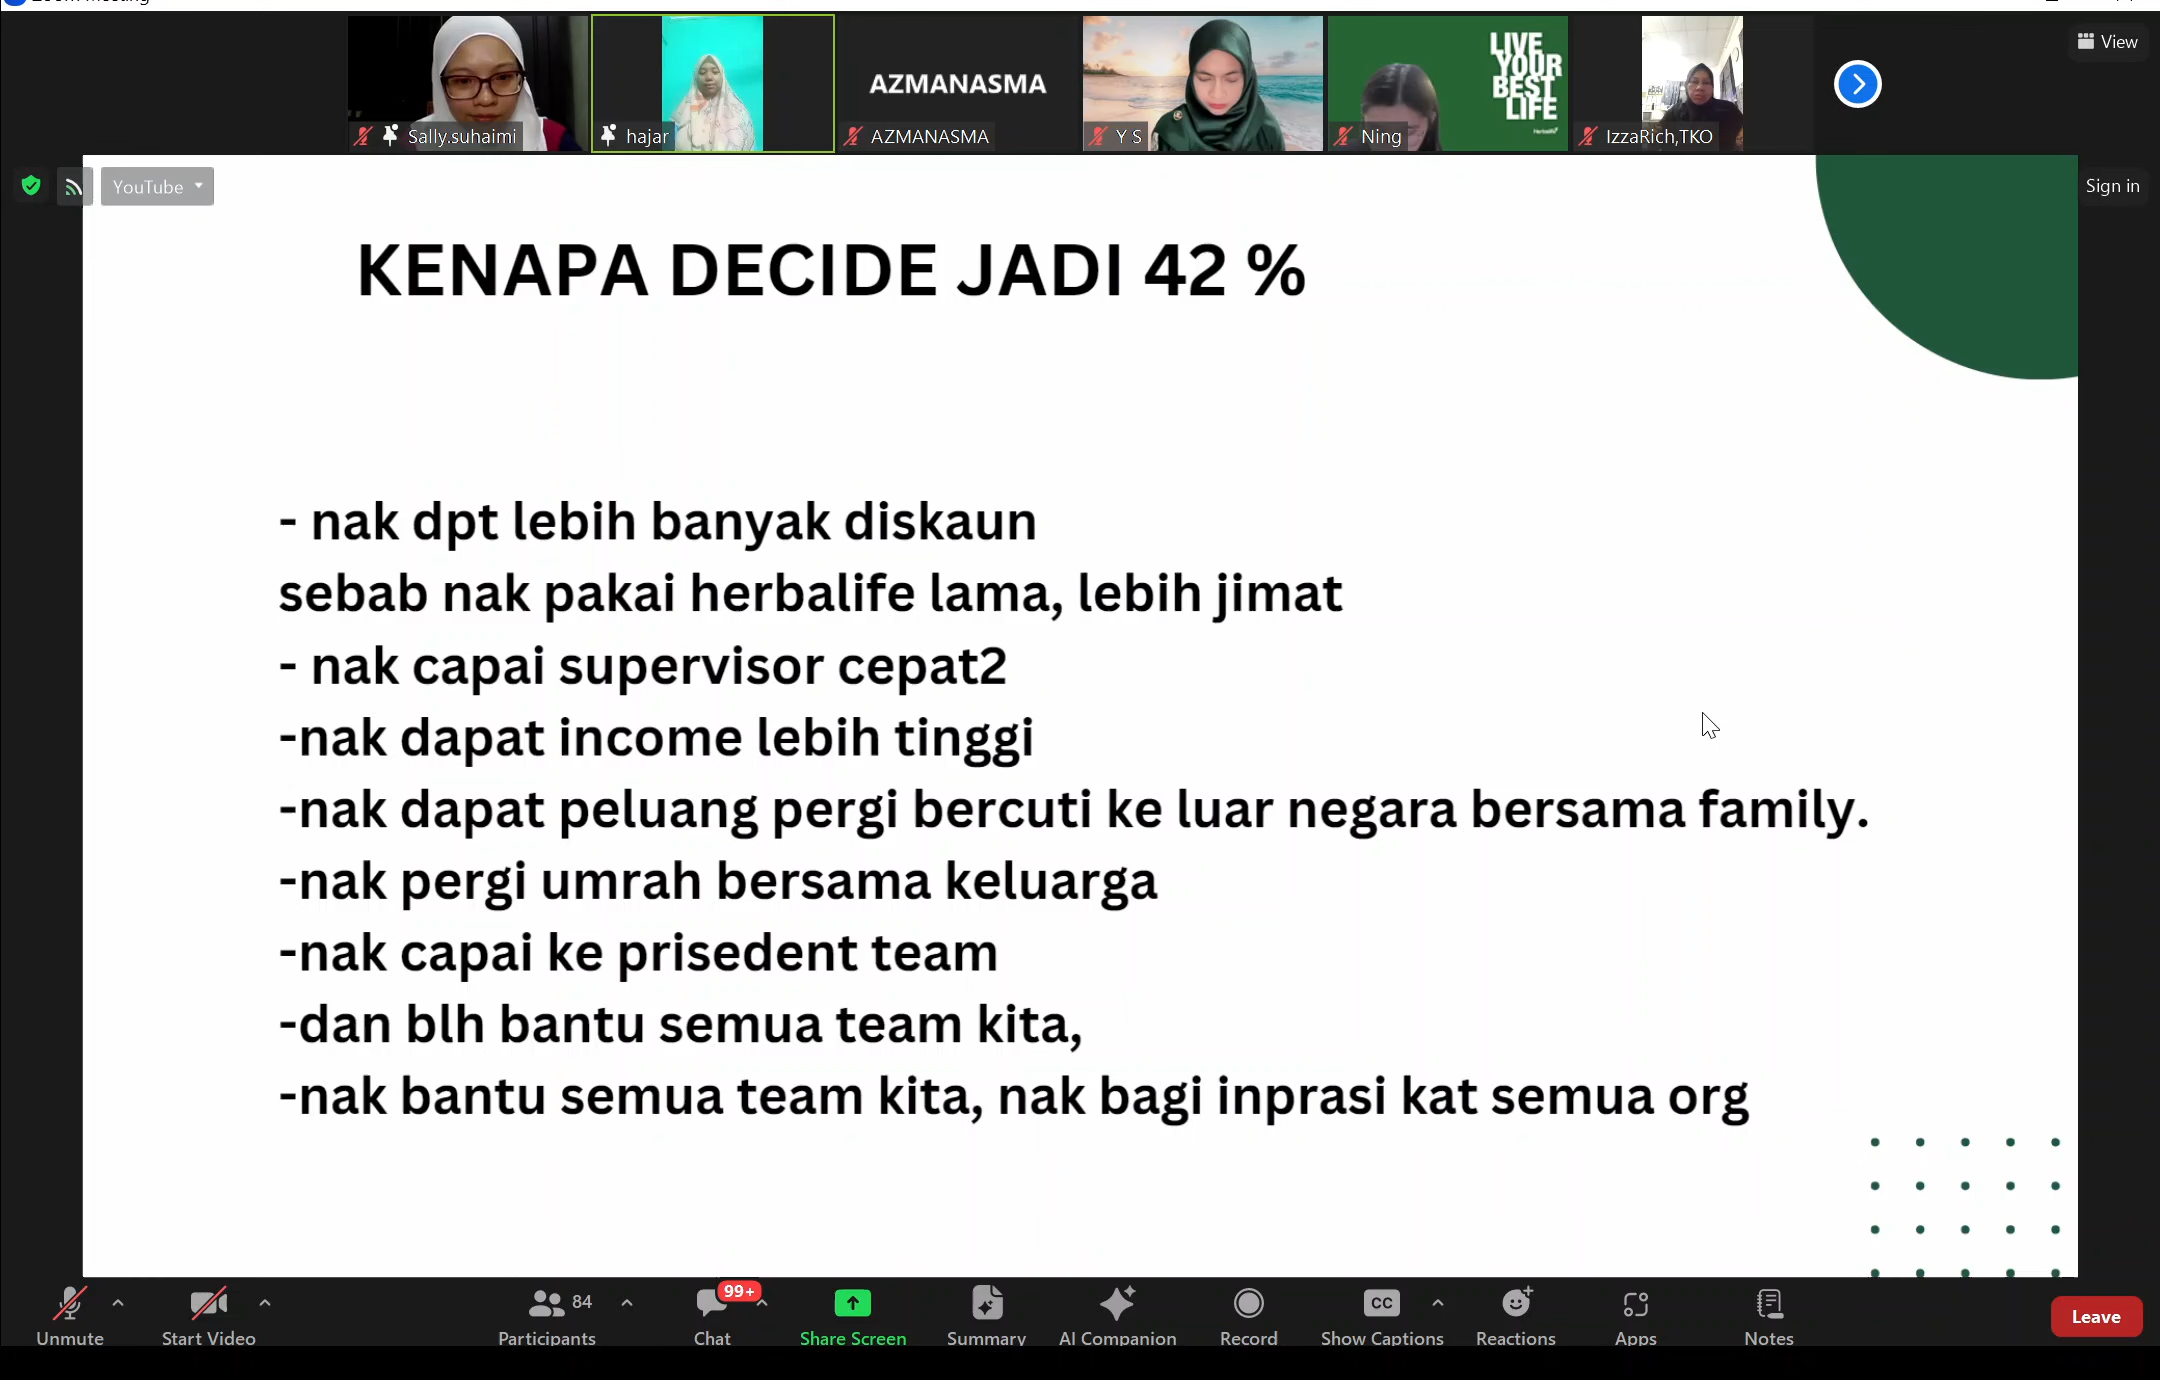 Zoom Meeting
View
AZMANASMA
LIVE
YOUR
BEST
LIFE
Herbalife
Sally.suhaimi
hajar
AZMANASMA
Y S
Ning
IzzaRich,TKO
YouTube
Sign in
KENAPA DECIDE JADI 42 %
- nak dpt lebih banyak diskaun
sebab nak pakai herbalife lama, lebih jimat
- nak capai supervisor cepat2
-nak dapat income lebih tinggi
-nak dapat peluang pergi bercuti ke luar negara bersama family.
-nak pergi umrah bersama keluarga
-nak capai ke prisedent team
-dan blh bantu semua team kita,
-nak bantu semua team kita, nak bagi inprasi kat semua org
84
99+
CC
Unmute
Start Video
Participants
Chat
Share Screen
Summary
AI Companion
Record
Show Captions
Reactions
Apps
Notes
Leave